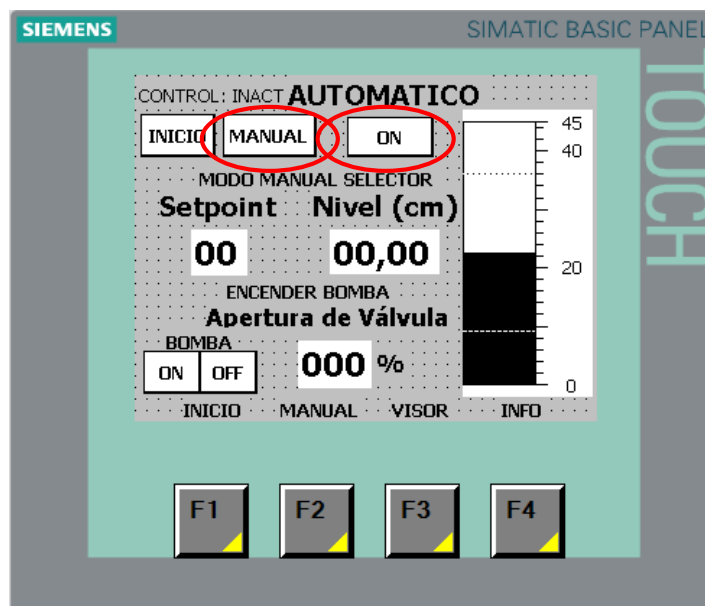 SIEMENS SIMATIC BASIC PANEL
TOUCH
CONTROL: INACT AUTOMATICO
INICIO MANUAL ON
45
40
MODO MANUAL SELECTOR
Setpoint Nivel (cm)
00 00,00
20
ENCENDER BOMBA
Apertura de Válvula
BOMBA
ON OFF 000 %
0
INICIO MANUAL VISOR INFO
F1 F2 F3 F4